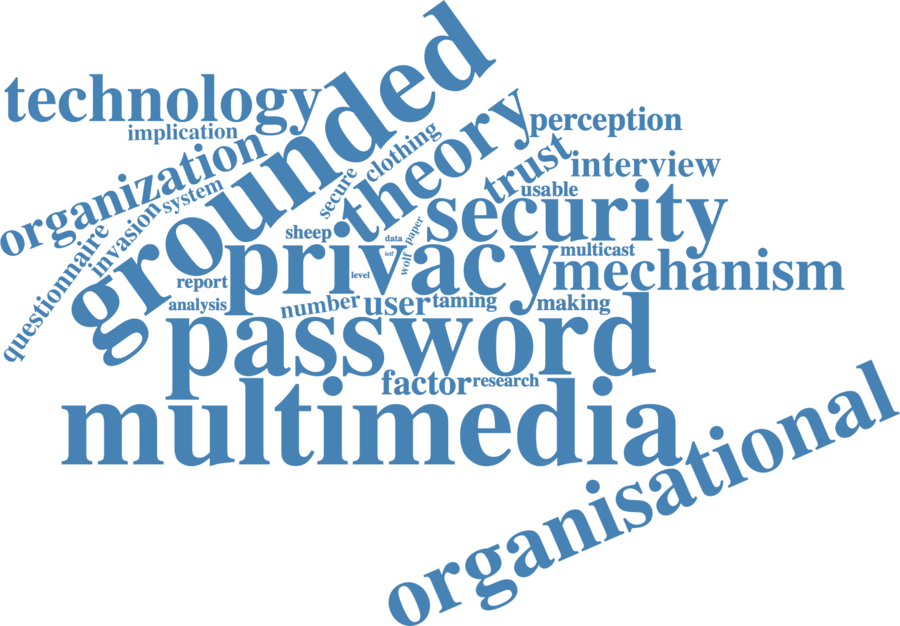 grounded
technology
implication
organization
theory
perception
clothing
trust
interview
system
secure
usable
invasion
security
questionnaire
sheep
data
paper
wolf
privacy
multicast
mechanism
level
report
analysis
number
user
taming
making
password
factor
research
multimedia
organisational